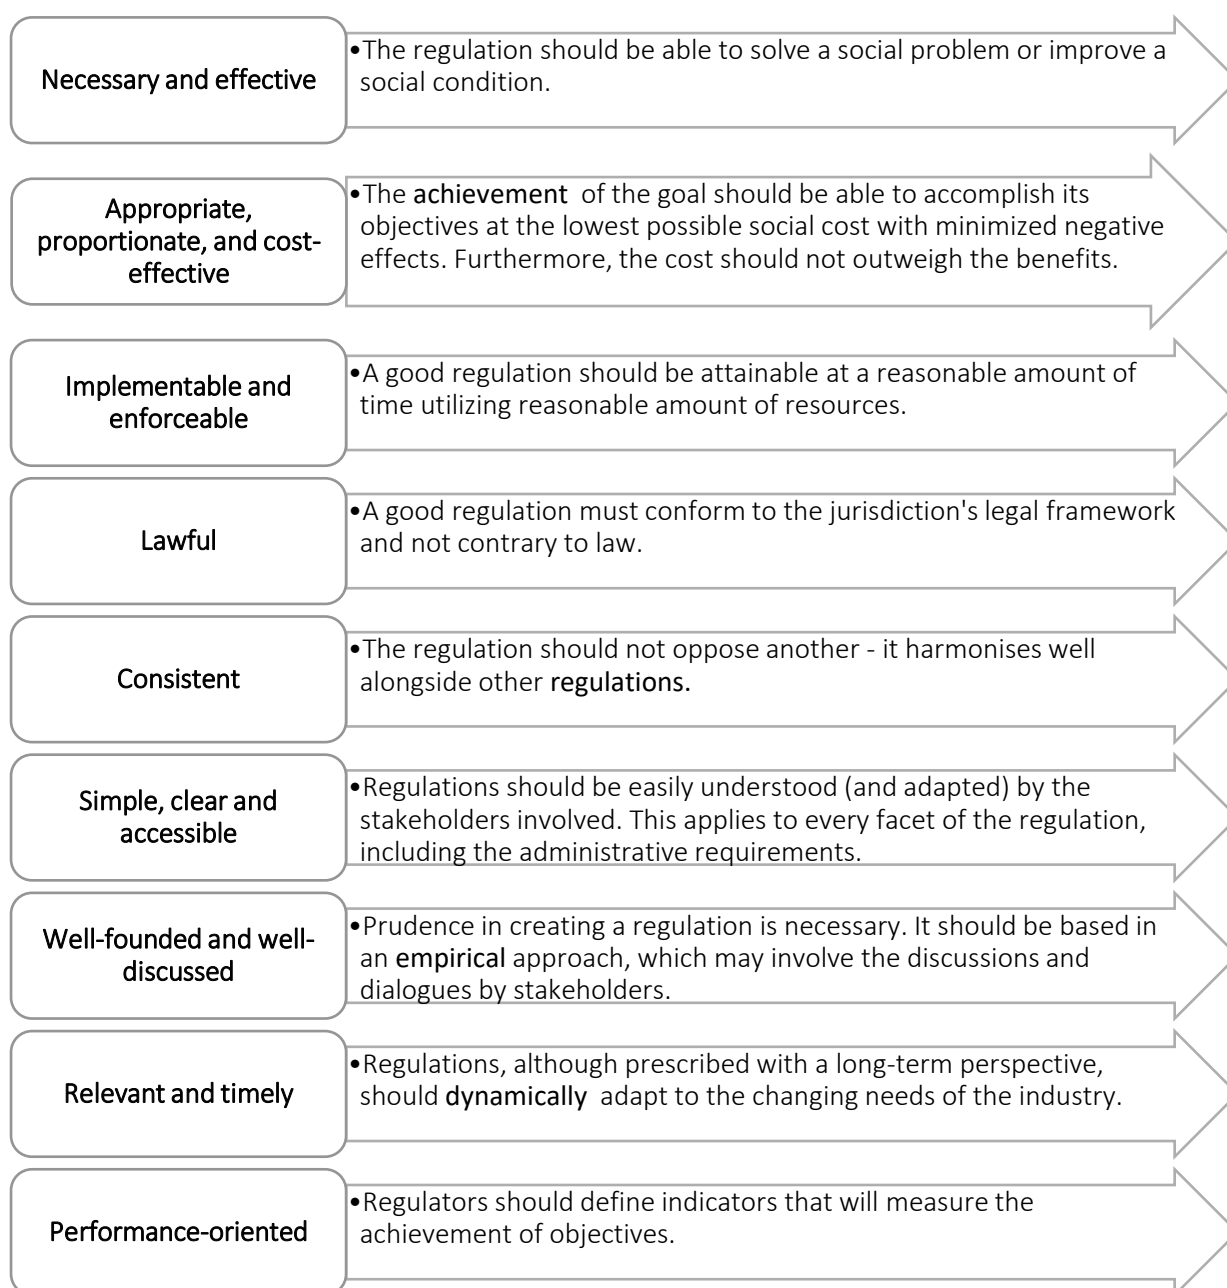 Necessary and effective
•The regulation should be able to solve a social problem or improve a
social condition.
Appropriate,
proportionate, and cost-
effective
•The achievement of the goal should be able to accomplish its
objectives at the lowest possible social cost with minimized negative
effects. Furthermore, the cost should not outweigh the benefits.
Implementable and
enforceable
•A good regulation should be attainable at a reasonable amount of
time utilizing reasonable amount of resources.
Lawful
•A good regulation must conform to the jurisdiction's legal framework
and not contrary to law.
Consistent
•The regulation should not oppose another - it harmonises well
alongside other regulations.
Simple, clear and
accessible
•Regulations should be easily understood (and adapted) by the
stakeholders involved. This applies to every facet of the regulation,
including the administrative requirements.
Well-founded and well-
discussed
•Prudence in creating a regulation is necessary. It should be based in
an empirical approach, which may involve the discussions and
dialogues by stakeholders.
Relevant and timely
•Regulations, although prescribed with a long-term perspective,
should dynamically adapt to the changing needs of the industry.
Performance-oriented
•Regulators should define indicators that will measure the
achievement of objectives.